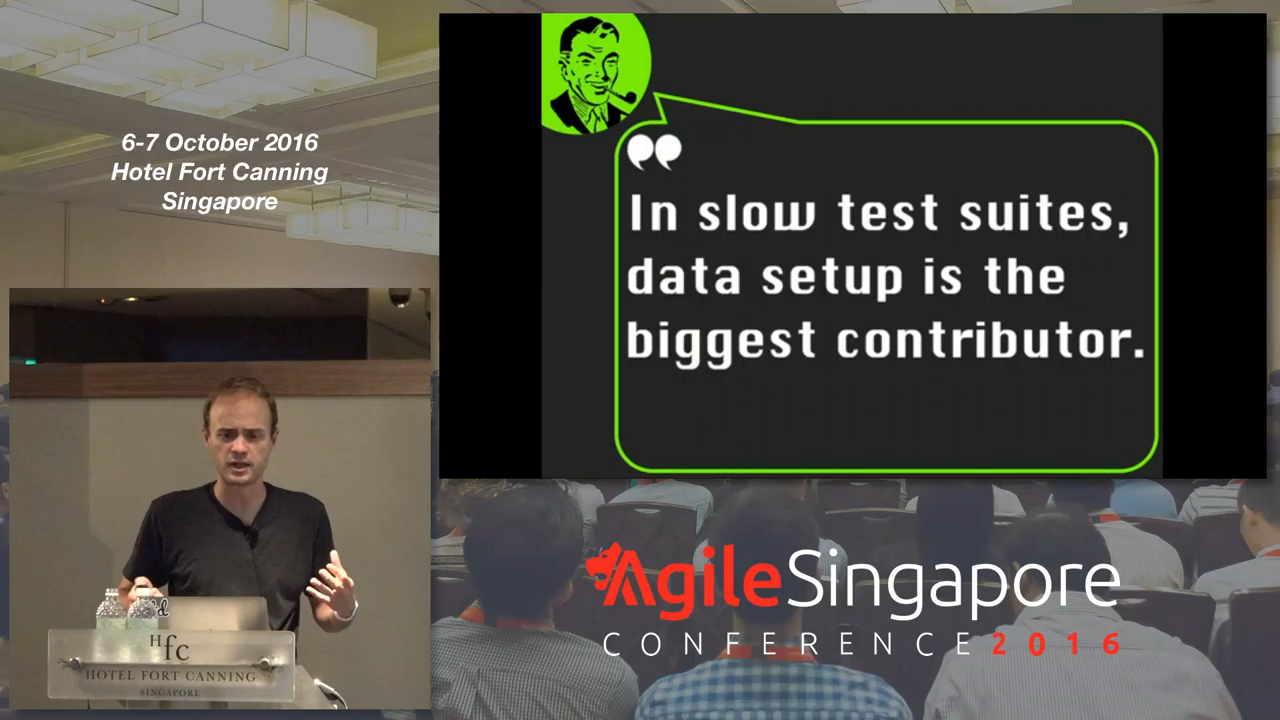 6-7 October 2016
Hotel Fort Canning
Singapore
In slow test suites,
data setup is the
biggest contributor.
Hfc
HOTEL FORT CANNING
SINGAPORE
AgileSingapore
CONFERENCE 2016